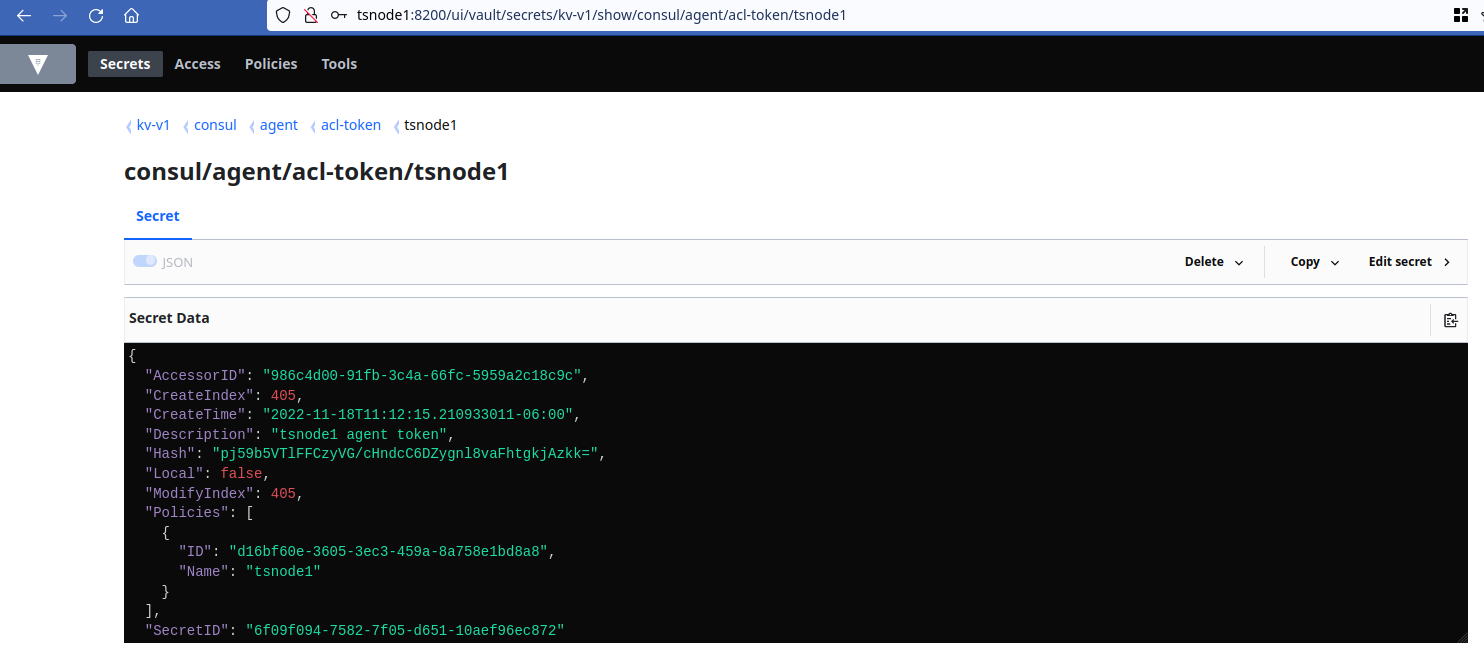 tsnode1:8200/ui/vault/secrets/kv-v1/show/consul/agent/acl-token/tsnode1
Secrets Access Policies Tools
kv-v1 consul agent acl-token tsnode1
consul/agent/acl-token/tsnode1
Secret
JSON Delete Copy Edit secret
Secret Data
{
"AccessorID": "986c4d00-91fb-3c4a-66fc-5959a2c18c9c",
"CreateIndex": 405,
"CreateTime": "2022-11-18T11:12:15.210933011-06:00",
"Description": "tsnode1 agent token",
"Hash": "pj59b5VTlFFCzyVG/cHndcC6DZygnl8vaFhtgkjAzkk=",
"Local": false,
"ModifyIndex": 405,
"Policies": [
{
"ID": "d16bf60e-3605-3ec3-459a-8a758e1bd8a8",
"Name": "tsnode1"
}
],
"SecretID": "6f09f094-7582-7f05-d651-10aef96ec872"